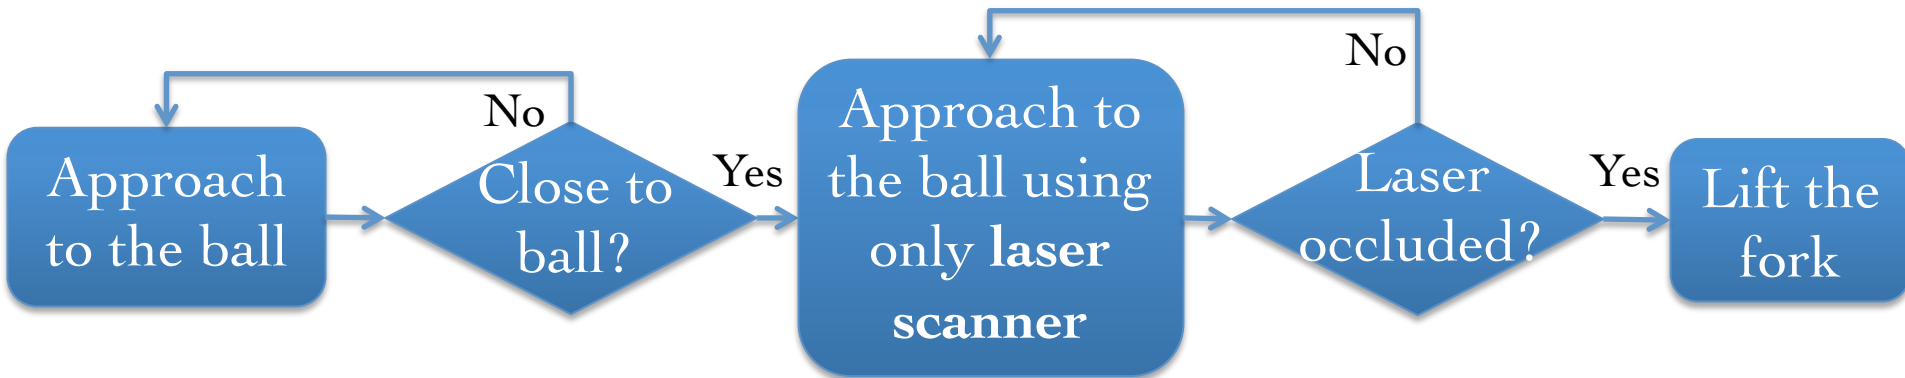 Approach
to the ball
No
Close to
ball?
Yes
Approach to
the ball using
only laser
scanner
No
Laser
occluded?
Yes
Lift the
fork